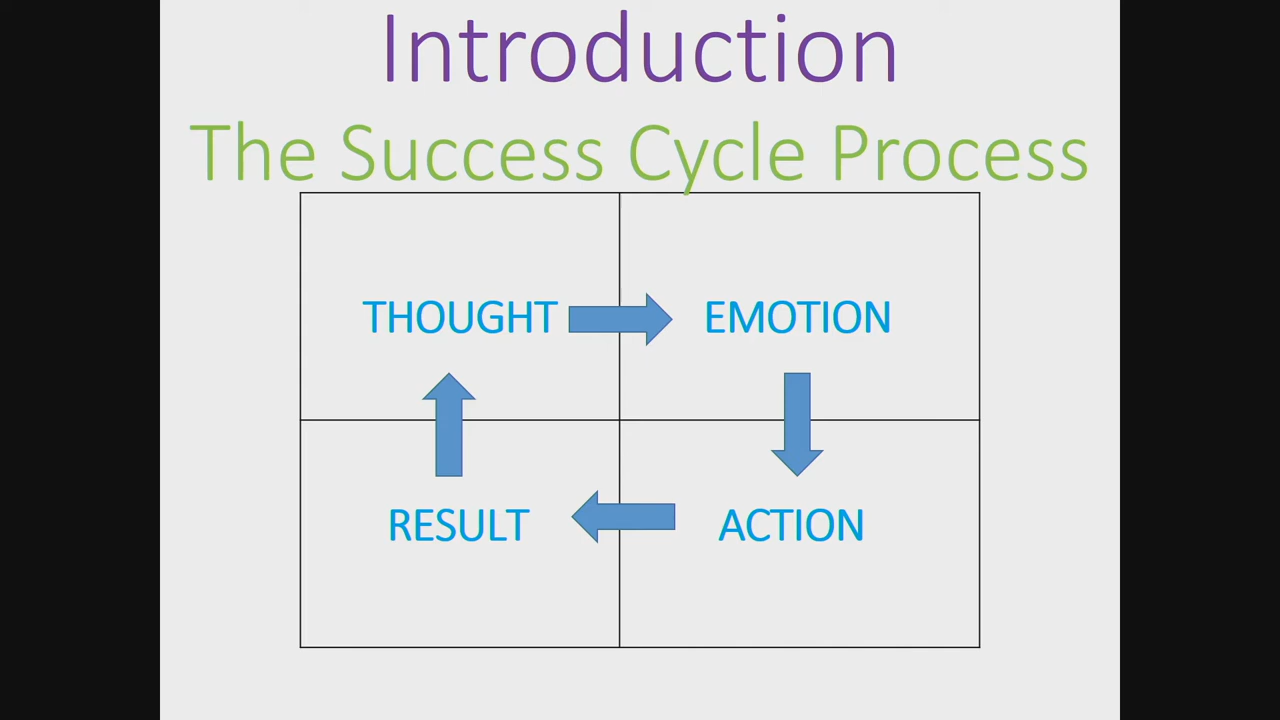 Introduction
The Success Cycle Process
THOUGHT EMOTION
RESULT ACTION